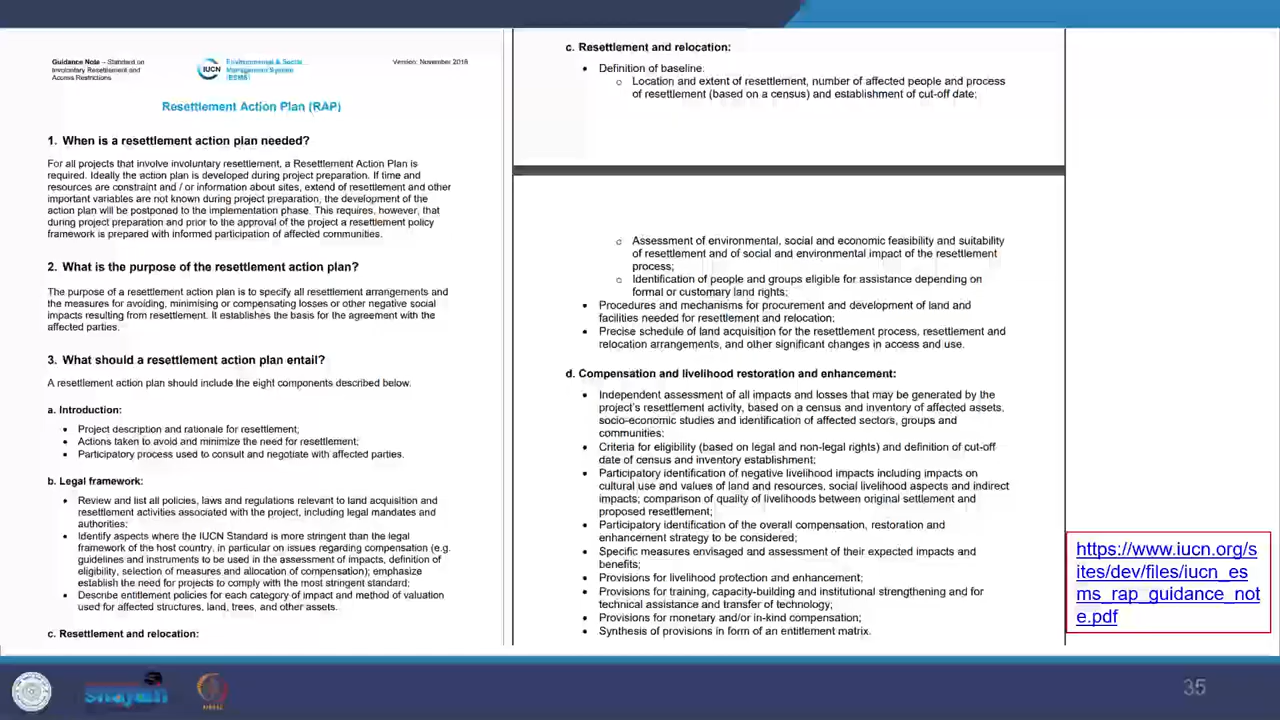 Guidance Note – Standard on
Involuntary Resettlement and
Access Restrictions
IUCN
Environmental & Social
Management System
(ESMS)
Version: November 2016
Resettlement Action Plan (RAP)
1. When is a resettlement action plan needed?
For all projects that involve involuntary resettlement, a Resettlement Action Plan is
required. Ideally the action plan is developed during project preparation. If time and
resources are constraint and / or information about sites, extend of resettlement and other
important variables are not known during project preparation, the development of the
action plan will be postponed to the implementation phase. This requires, however, that
during project preparation and prior to the approval of the project a resettlement policy
framework is prepared with informed participation of affected communities.
2. What is the purpose of the resettlement action plan?
The purpose of a resettlement action plan is to specify all resettlement arrangements and
the measures for avoiding, minimising or compensating losses or other negative social
impacts resulting from resettlement. It establishes the basis for the agreement with the
affected parties.
3. What should a resettlement action plan entail?
A resettlement action plan should include the eight components described below.
a. Introduction:
• Project description and rationale for resettlement;
• Actions taken to avoid and minimize the need for resettlement;
• Participatory process used to consult and negotiate with affected parties.
b. Legal framework:
• Review and list all policies, laws and regulations relevant to land acquisition and
resettlement activities associated with the project, including legal mandates and
authorities;
• Identify aspects where the IUCN Standard is more stringent than the legal
framework of the host country, in particular on issues regarding compensation (e.g.
guidelines and instruments to be used in the assessment of impacts, definition of
eligibility, selection of measures and allocation of compensation); emphasize
establish the need for projects to comply with the most stringent standard;
• Describe entitlement policies for each category of impact and method of valuation
used for affected structures, land, trees, and other assets.
c. Resettlement and relocation:
c. Resettlement and relocation:
• Definition of baseline:
o Location and extent of resettlement, number of affected people and process
of resettlement (based on a census) and establishment of cut-off date;
o Assessment of environmental, social and economic feasibility and suitability
of resettlement and of social and environmental impact of the resettlement
process;
o Identification of people and groups eligible for assistance depending on
formal or customary land rights;
• Procedures and mechanisms for procurement and development of land and
facilities needed for resettlement and relocation;
• Precise schedule of land acquisition for the resettlement process, resettlement and
relocation arrangements, and other significant changes in access and use.
d. Compensation and livelihood restoration and enhancement:
• Independent assessment of all impacts and losses that may be generated by the
project's resettlement activity, based on a census and inventory of affected assets,
socio-economic studies and identification of affected sectors, groups and
communities;
• Criteria for eligibility (based on legal and non-legal rights) and definition of cut-off
date of census and inventory establishment;
• Participatory identification of negative livelihood impacts including impacts on
cultural use and values of land and resources, social livelihood aspects and indirect
impacts; comparison of quality of livelihoods between original settlement and
proposed resettlement;
• Participatory identification of the overall compensation, restoration and
enhancement strategy to be considered;
• Specific measures envisaged and assessment of their expected impacts and
benefits;
• Provisions for livelihood protection and enhancement;
• Provisions for training, capacity-building and institutional strengthening and for
technical assistance and transfer of technology;
• Provisions for monetary and/or in-kind compensation;
• Synthesis of provisions in form of an entitlement matrix.
https://www.iucn.org/s
ites/dev/files/iucn_es
ms_rap_guidance_not
e.pdf
swayam
35